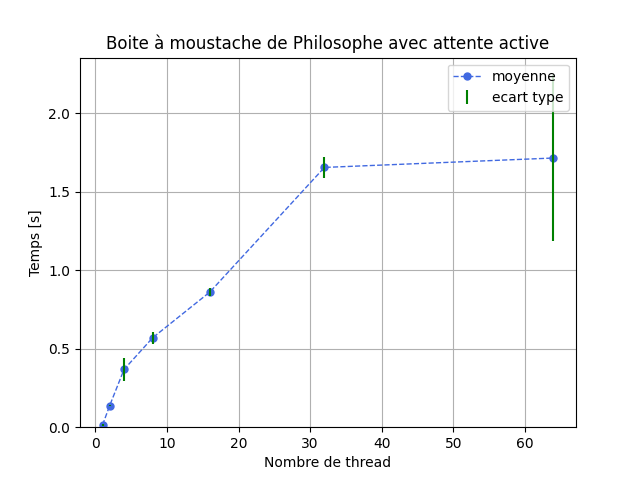 Boite à moustache de Philosophe avec attente active
moyenne
ecart type
2.0
1.5
1.0
0.5
0.0
Temps [s]
0 10 20 30 40 50 60
Nombre de thread